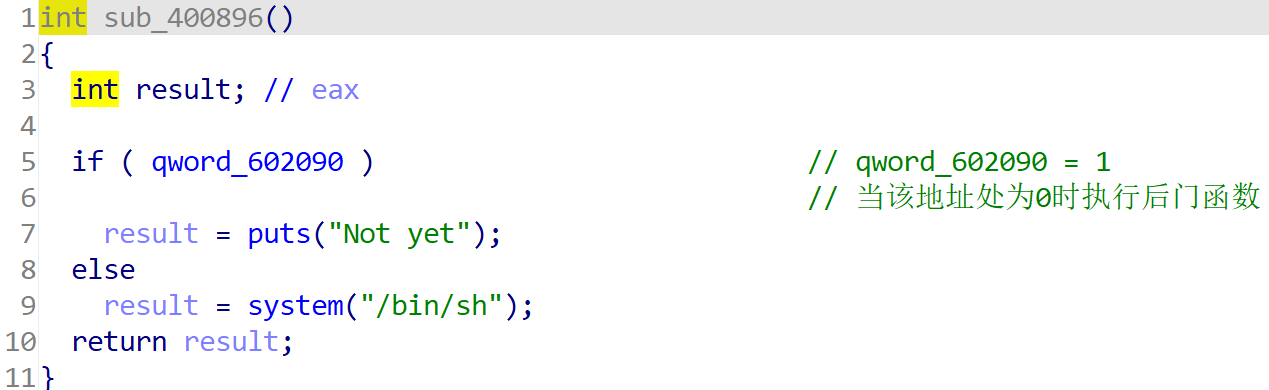 1 int sub_400896()
2 {
3   int result; // eax
4
5   if ( qword_602090 )                           // qword_602090 = 1
6                                                 // 当该地址处为0时执行后门函数
7     result = puts("Not yet");
8   else
9     result = system("/bin/sh");
10   return result;
11 }